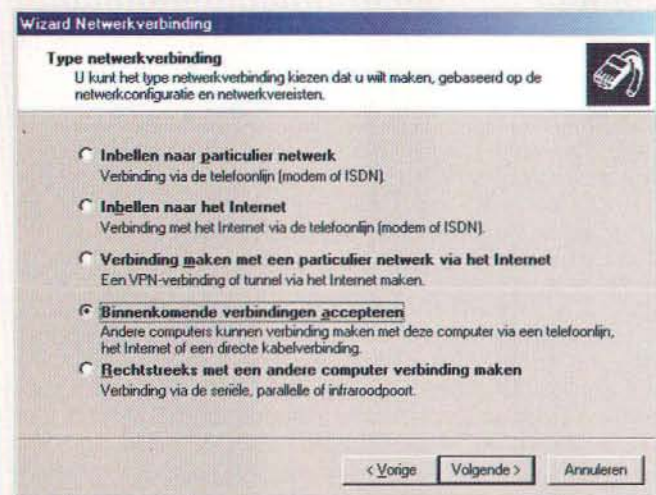 Wizard Netwerkverbinding
Type netwerkverbinding
U kunt het type netwerkverbinding kiezen dat u wilt maken, gebaseerd op de
netwerkconfiguratie en netwerkvereisten.
Inbellen naar particulier netwerk
Verbinding via de telefoonlijn (modem of ISDN).
Inbellen naar het Internet
Verbinding met het Internet via de telefoonlijn (modem of ISDN).
Verbinding maken met een particulier netwerk via het Internet
Een VPN-verbinding of tunnel via het Internet maken.
Binnenkomende verbindingen accepteren
Andere computers kunnen verbinding maken met deze computer via een telefoonlijn,
het Internet of een directe kabelverbinding.
Rechtstreeks met een andere computer verbinding maken
Verbinding via de seriële, parallelle of infraroodpoort.
< Vorige
Volgende >
Annuleren